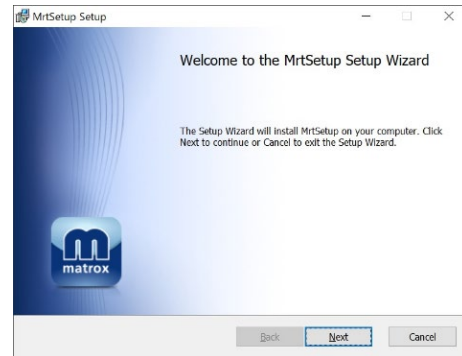 MrtSetup Setup
Welcome to the MrtSetup Setup Wizard
The Setup Wizard will install MrtSetup on your computer. Click
Next to continue or Cancel to exit the Setup Wizard.
matrox
Back
Next
Cancel